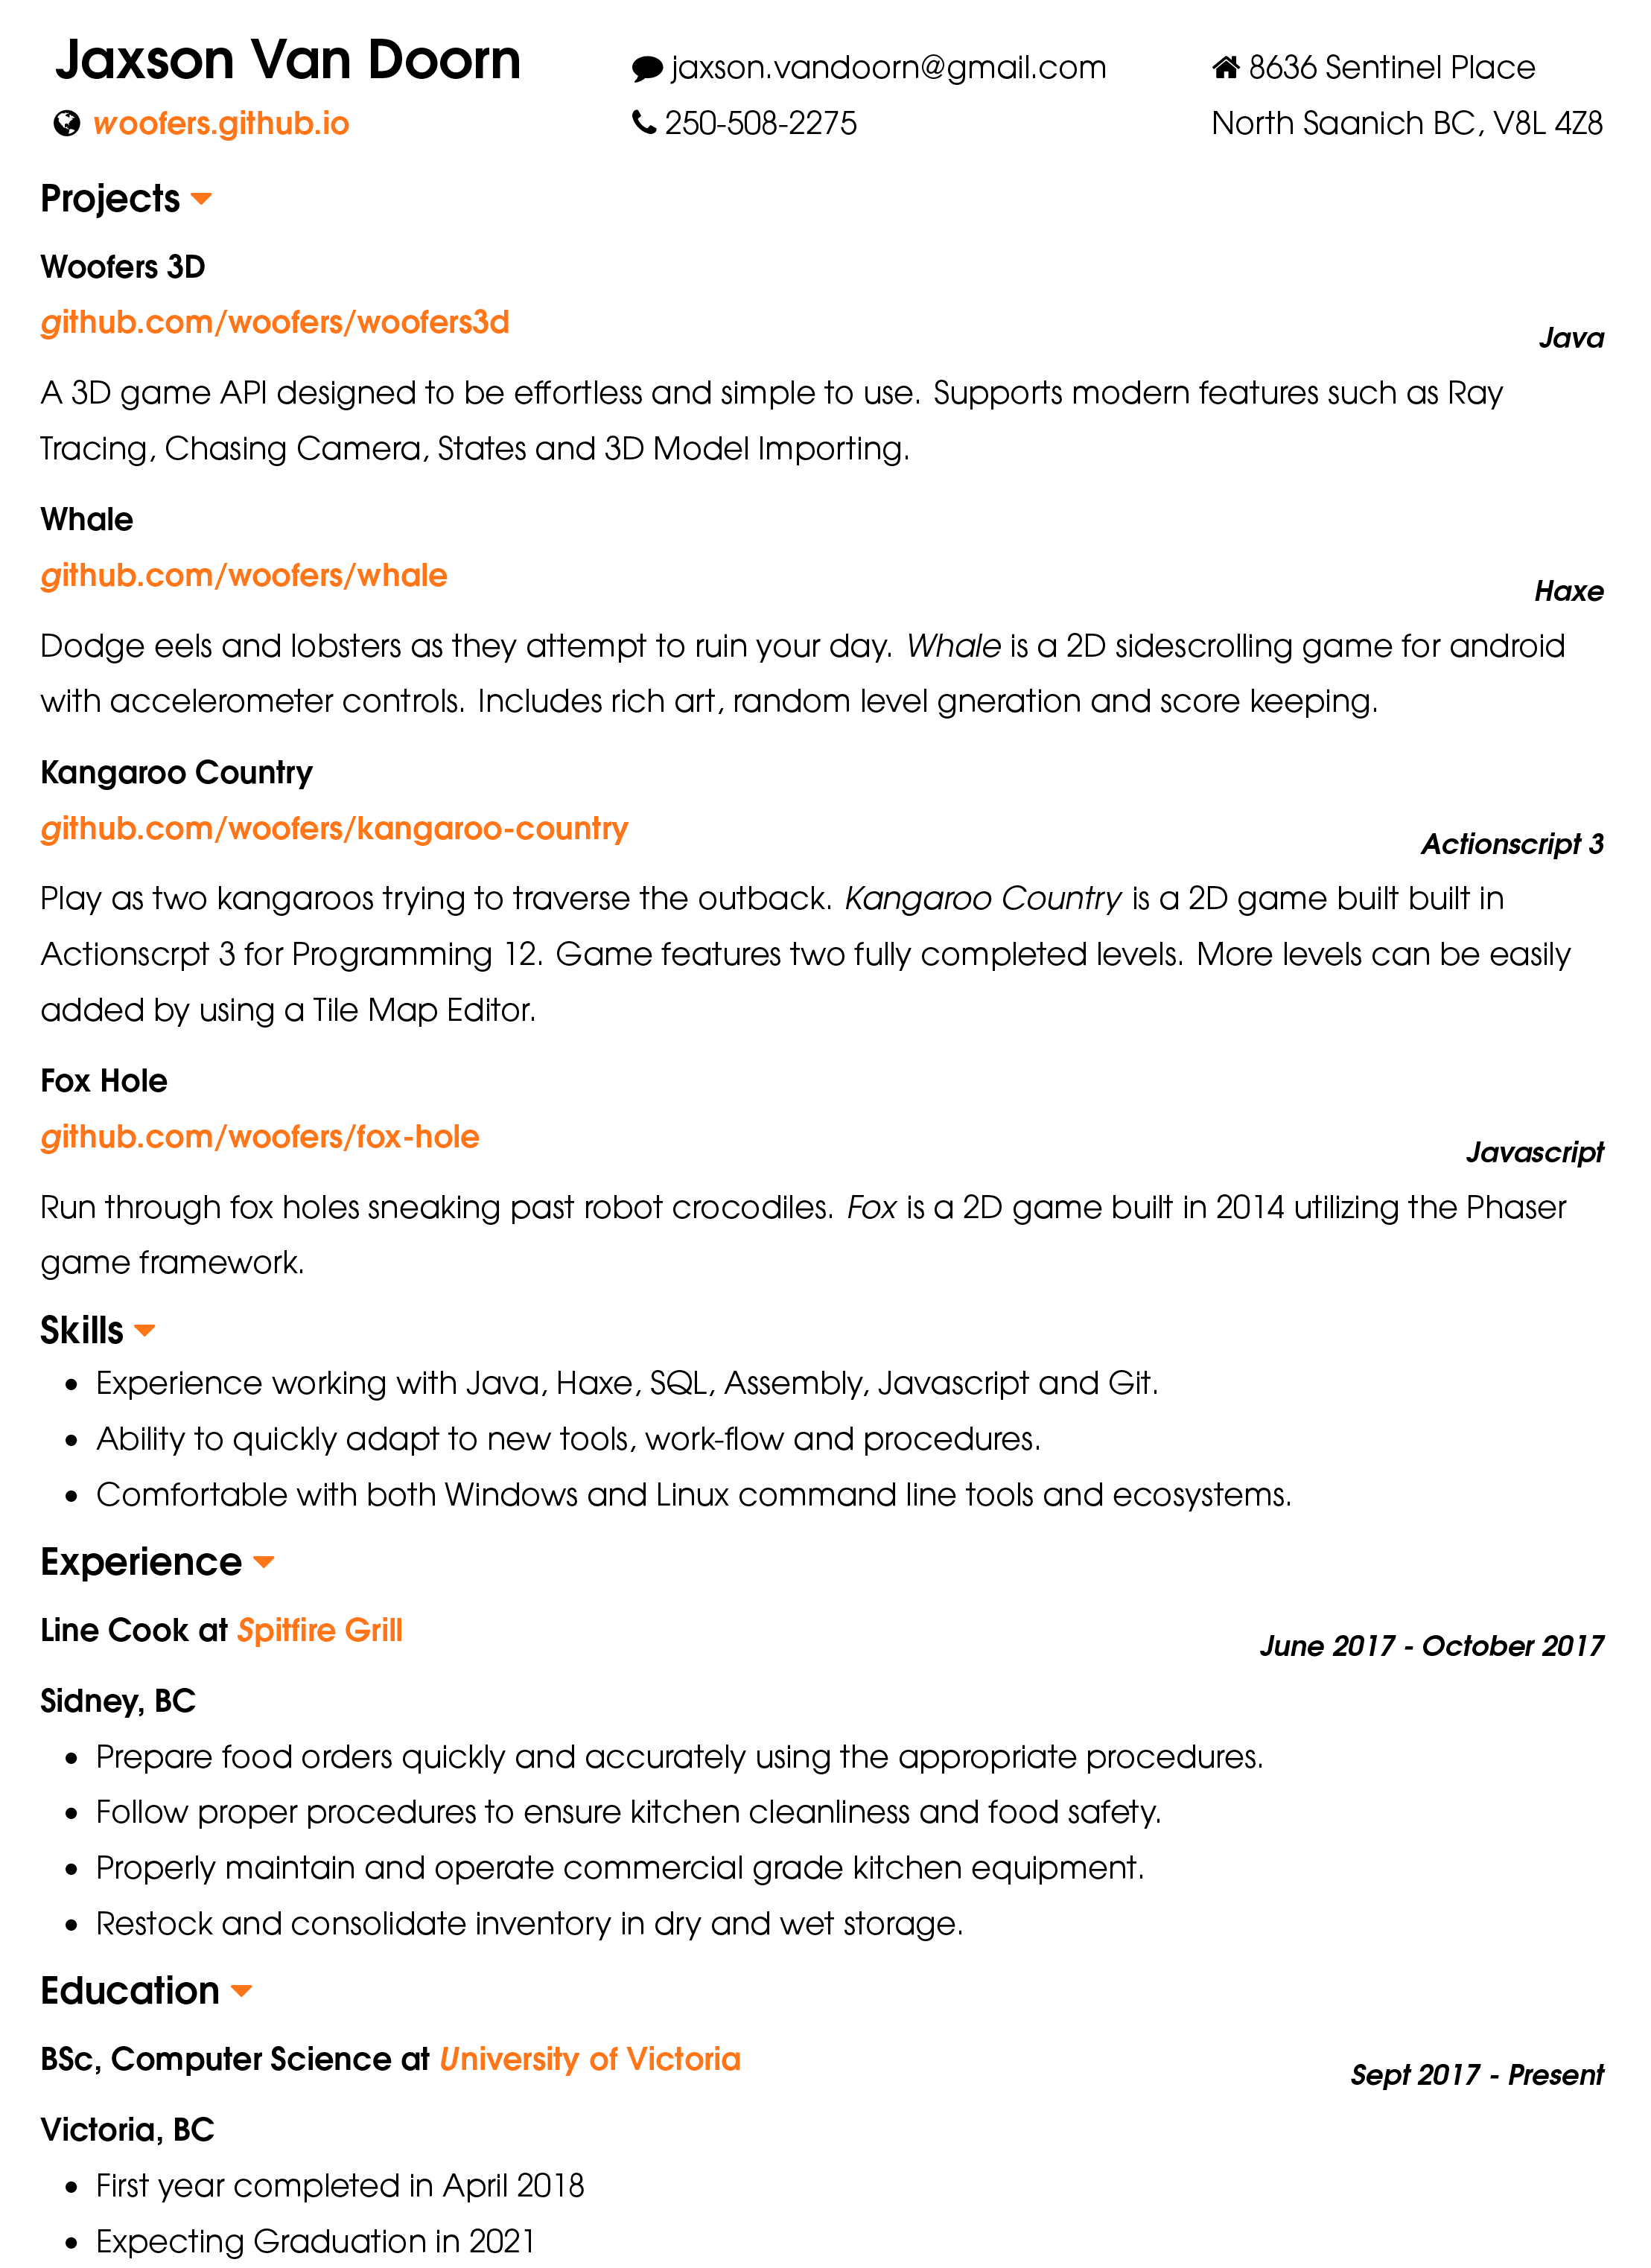 Jaxson Van Doorn
jaxson.vandoorn@gmail.com
8636 Sentinel Place
woofers.github.io
250-508-2275
North Saanich BC, V8L 4Z8
Projects
Woofers 3D
github.com/woofers/woofers3d
Java
A 3D game API designed to be effortless and simple to use. Supports modern features such as Ray
Tracing, Chasing Camera, States and 3D Model Importing.
Whale
github.com/woofers/whale
Haxe
Dodge eels and lobsters as they attempt to ruin your day. Whale is a 2D sidescrolling game for android
with accelerometer controls. Includes rich art, random level gneration and score keeping.
Kangaroo Country
github.com/woofers/kangaroo-country
Actionscript 3
Play as two kangaroos trying to traverse the outback. Kangaroo Country is a 2D game built built in
Actionscrpt 3 for Programming 12. Game features two fully completed levels. More levels can be easily
added by using a Tile Map Editor.
Fox Hole
github.com/woofers/fox-hole
Javascript
Run through fox holes sneaking past robot crocodiles. Fox is a 2D game built in 2014 utilizing the Phaser
game framework.
Skills
• Experience working with Java, Haxe, SQL, Assembly, Javascript and Git.
• Ability to quickly adapt to new tools, work-flow and procedures.
• Comfortable with both Windows and Linux command line tools and ecosystems.
Experience
Line Cook at Spitfire Grill
June 2017 - October 2017
Sidney, BC
• Prepare food orders quickly and accurately using the appropriate procedures.
• Follow proper procedures to ensure kitchen cleanliness and food safety.
• Properly maintain and operate commercial grade kitchen equipment.
• Restock and consolidate inventory in dry and wet storage.
Education
BSc, Computer Science at University of Victoria
Sept 2017 - Present
Victoria, BC
• First year completed in April 2018
• Expecting Graduation in 2021